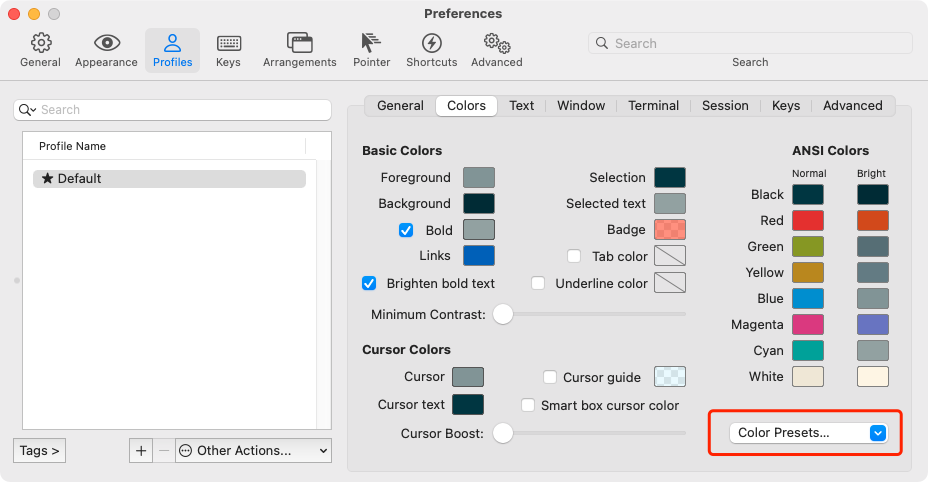 Preferences
General
Appearance
Profiles
Keys
Arrangements
Pointer
Shortcuts
Advanced
Search
Search
Search
Profile Name
★ Default
Tags >
+
−
Other Actions...
General
Colors
Text
Window
Terminal
Session
Keys
Advanced
Basic Colors
Foreground
Background
Bold
Links
Brighten bold text
Selection
Selected text
Badge
Tab color
Underline color
Minimum Contrast:
Cursor Colors
Cursor
Cursor text
Cursor guide
Smart box cursor color
Cursor Boost:
ANSI Colors
Normal
Bright
Black
Red
Green
Yellow
Blue
Magenta
Cyan
White
Color Presets...